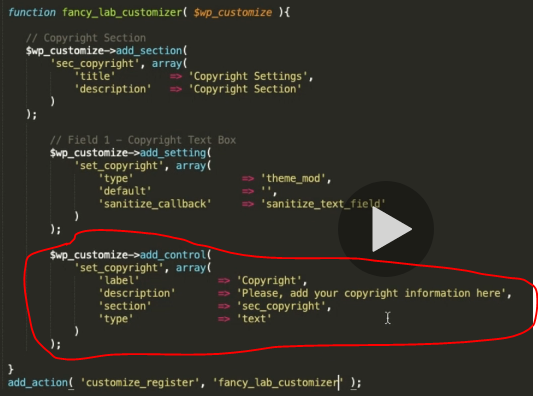 function fancy_lab_customizer( $wp_customize ){
// Copyright Section
$wp_customize->add_section(
'sec_copyright', array(
'title' => 'Copyright Settings',
'description' => 'Copyright Section'
)
);
// Field 1 - Copyright Text Box
$wp_customize->add_setting(
'set_copyright', array(
'type' => 'theme_mod',
'default' => '',
'sanitize_callback' => 'sanitize_text_field'
)
);
$wp_customize->add_control(
'set_copyright', array(
'label' => 'Copyright',
'description' => 'Please, add your copyright information here',
'section' => 'sec_copyright',
'type' => 'text'
)
);
}
add_action( 'customize_register', 'fancy_lab_customizer' );